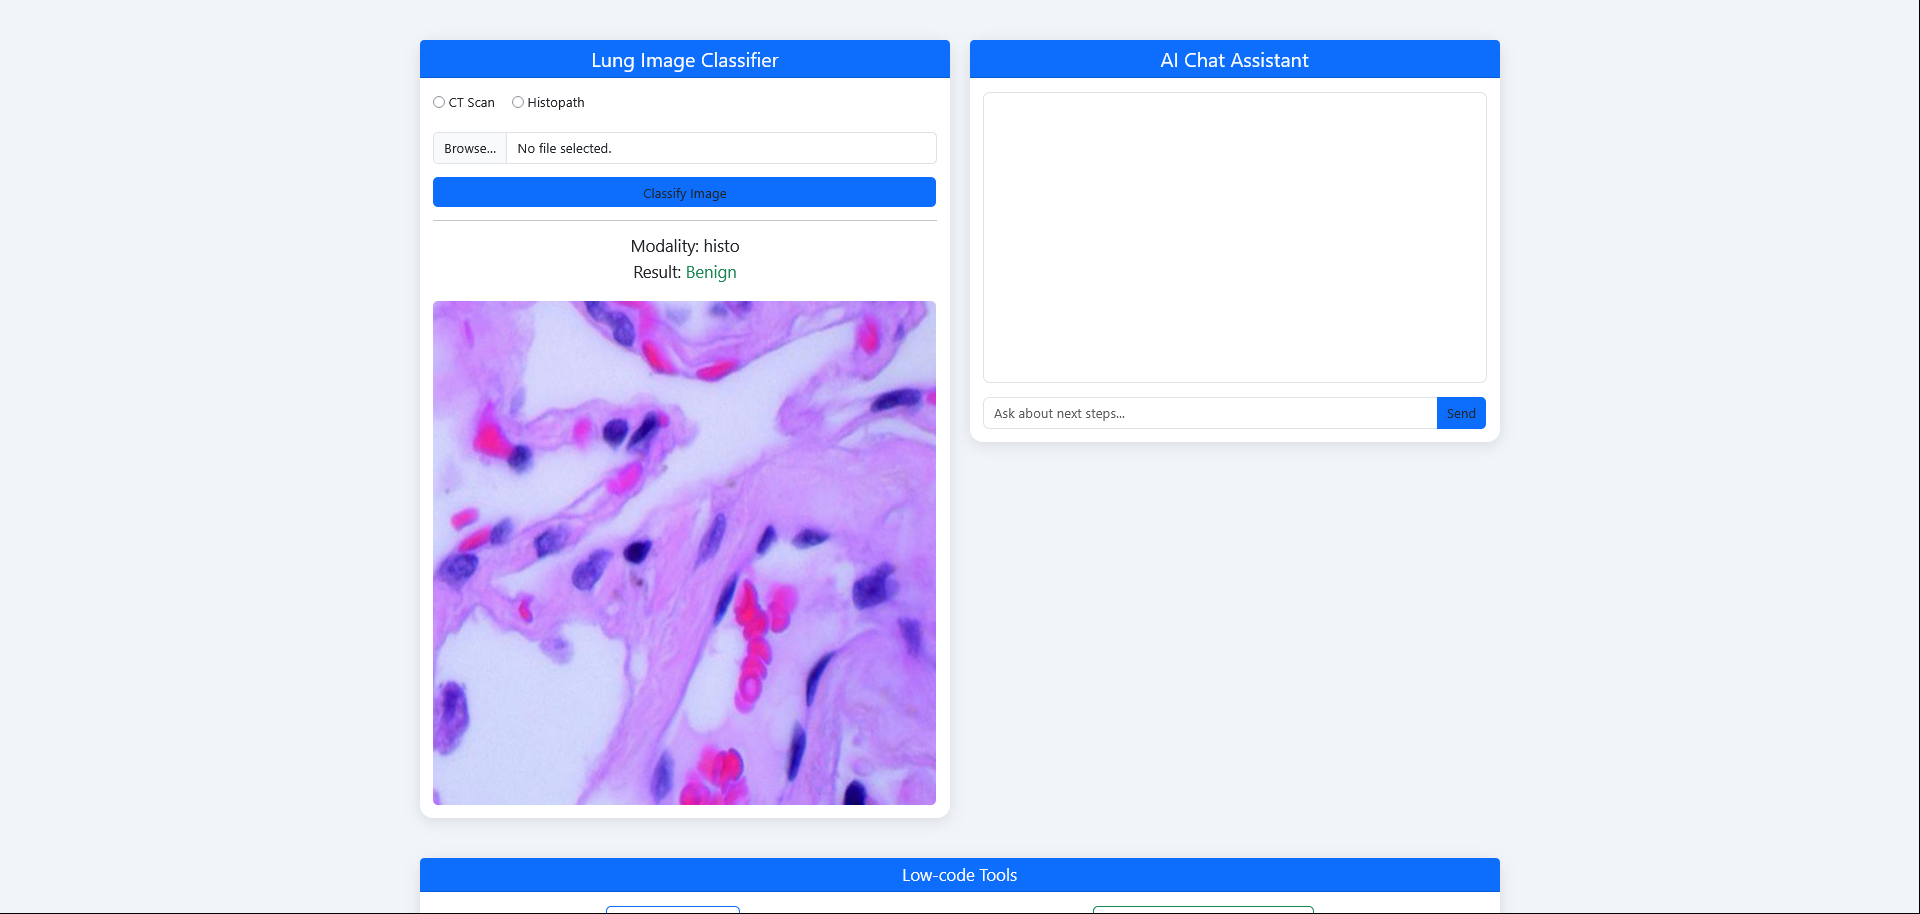 Lung Image Classifier
CT Scan Histopath
Browse... No file selected.
Classify Image
Modality: histo
Result: Benign
AI Chat Assistant
Ask about next steps... Send
Low-code Tools